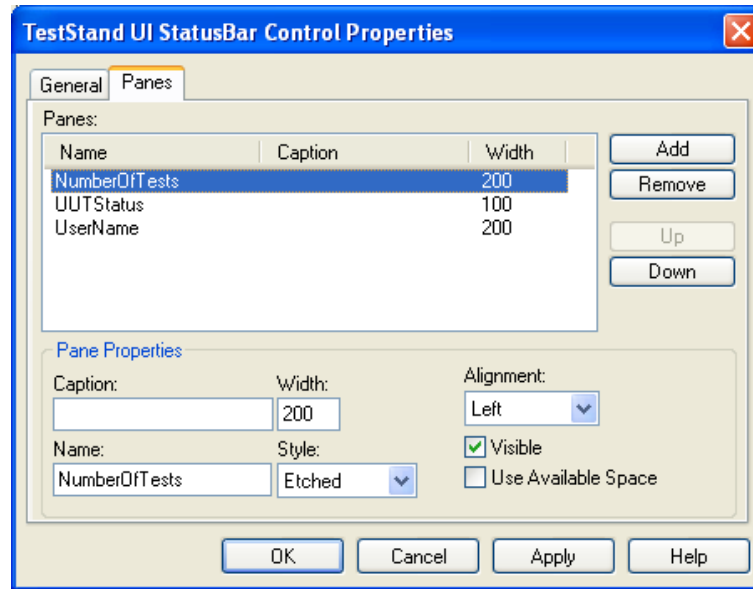 TestStand UI StatusBar Control Properties
General Panes
Panes:
Name Caption Width
NumberOfTests 200
UUTStatus 100
UserName 200
Add
Remove
Up
Down
Pane Properties
Caption: Width: Alignment:
200 Left
Name: Style: Visible
NumberOfTests Etched Use Available Space
OK Cancel Apply Help